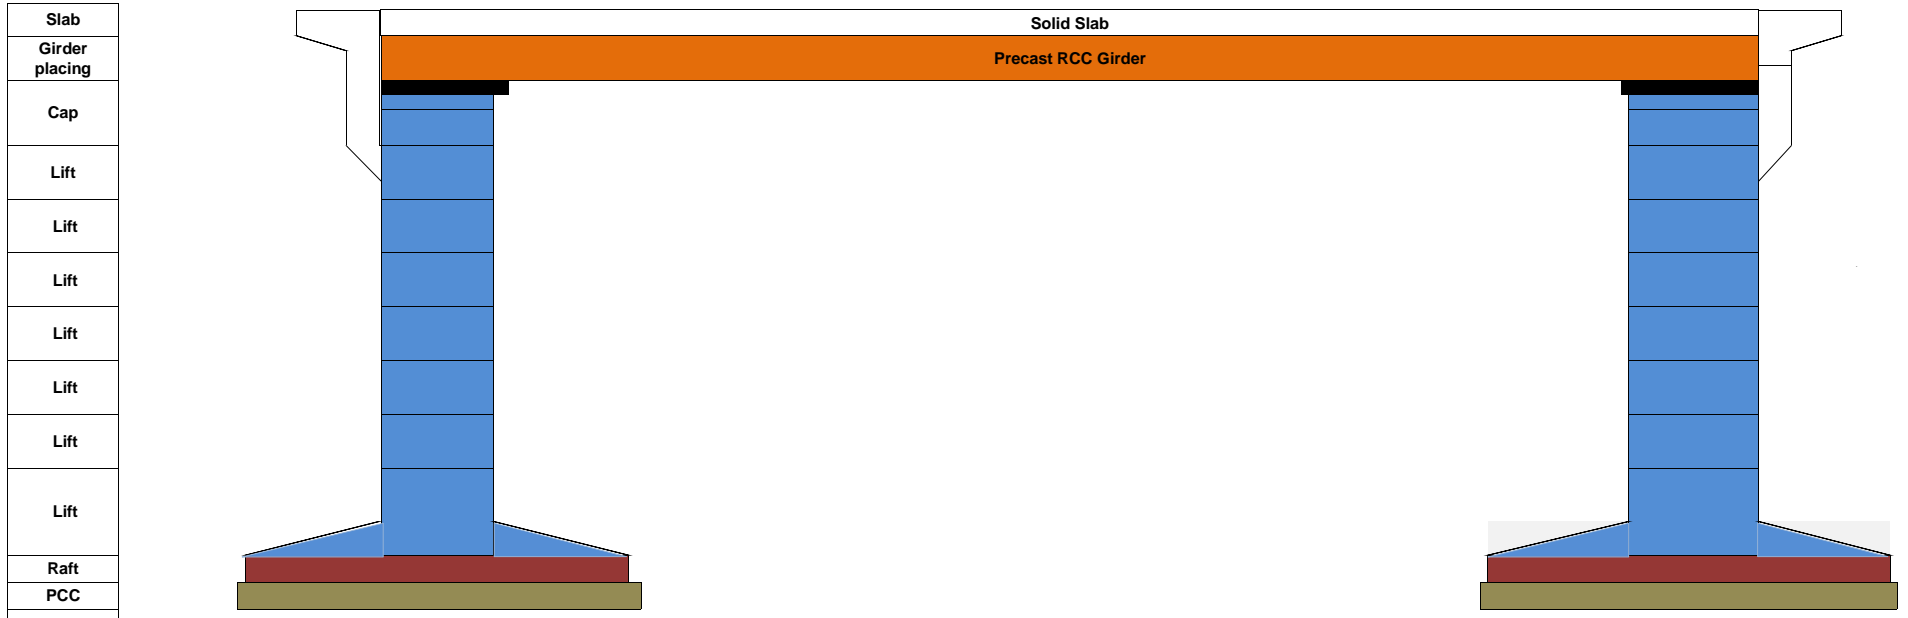 Slab
Solid Slab
Girder
placing
Precast RCC Girder
Cap
Lift
Lift
Lift
Lift
Lift
Lift
Lift
Raft
PCC